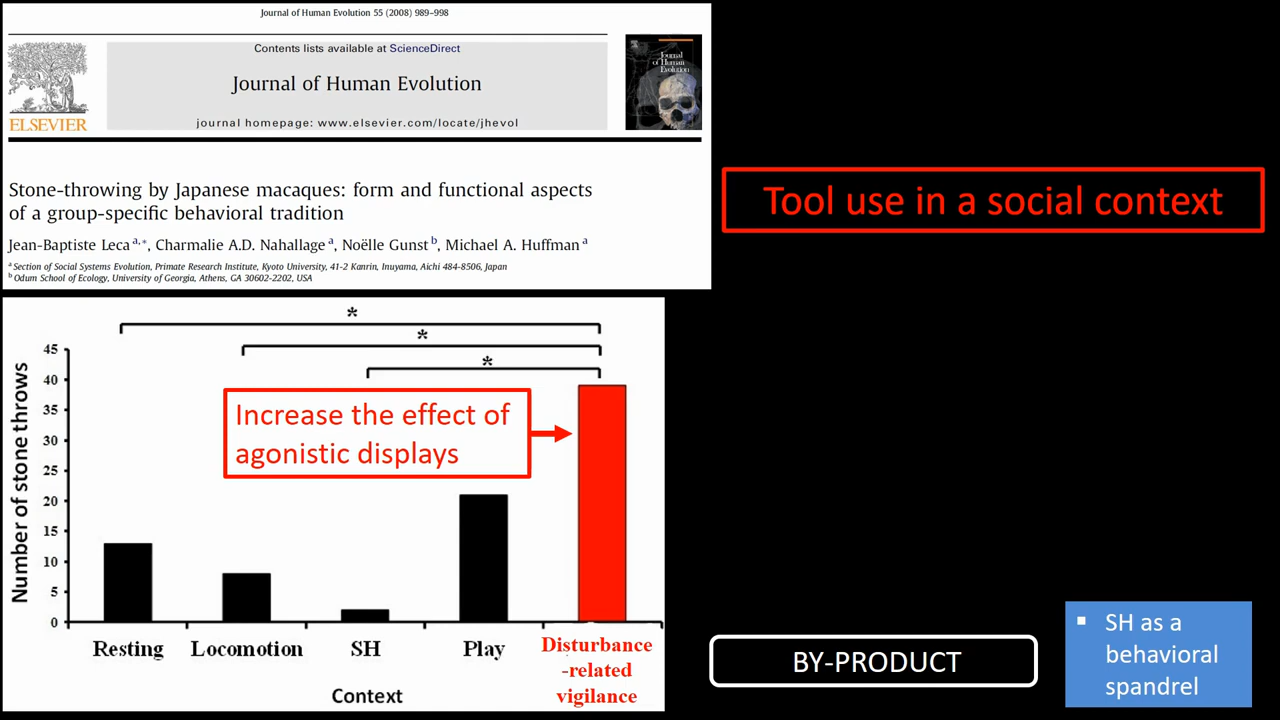 Journal of Human Evolution 55 (2008) 989–998
Contents lists available at ScienceDirect
Journal of Human Evolution
journal homepage: www.elsevier.com/locate/jhevol
ELSEVIER
Journal
of Human
Evolution
Stone-throwing by Japanese macaques: form and functional aspects
of a group-specific behavioral tradition
Jean-Baptiste Leca a,*, Charmalie A.D. Nahallage a, Noëlle Gunst b, Michael A. Huffman a
a Section of Social Systems Evolution, Primate Research Institute, Kyoto University, 41-2 Kanrin, Inuyama, Aichi 484-8506, Japan
b Odum School of Ecology, University of Georgia, Athens, GA 30602-2202, USA
Tool use in a social context
*
*
*
Number of stone throws
45
40
35
30
25
20
15
10
5
0
Increase the effect of
agonistic displays
Resting Locomotion SH Play Disturbance
-related
vigilance
Context
BY-PRODUCT
▪ SH as a
behavioral
spandrel